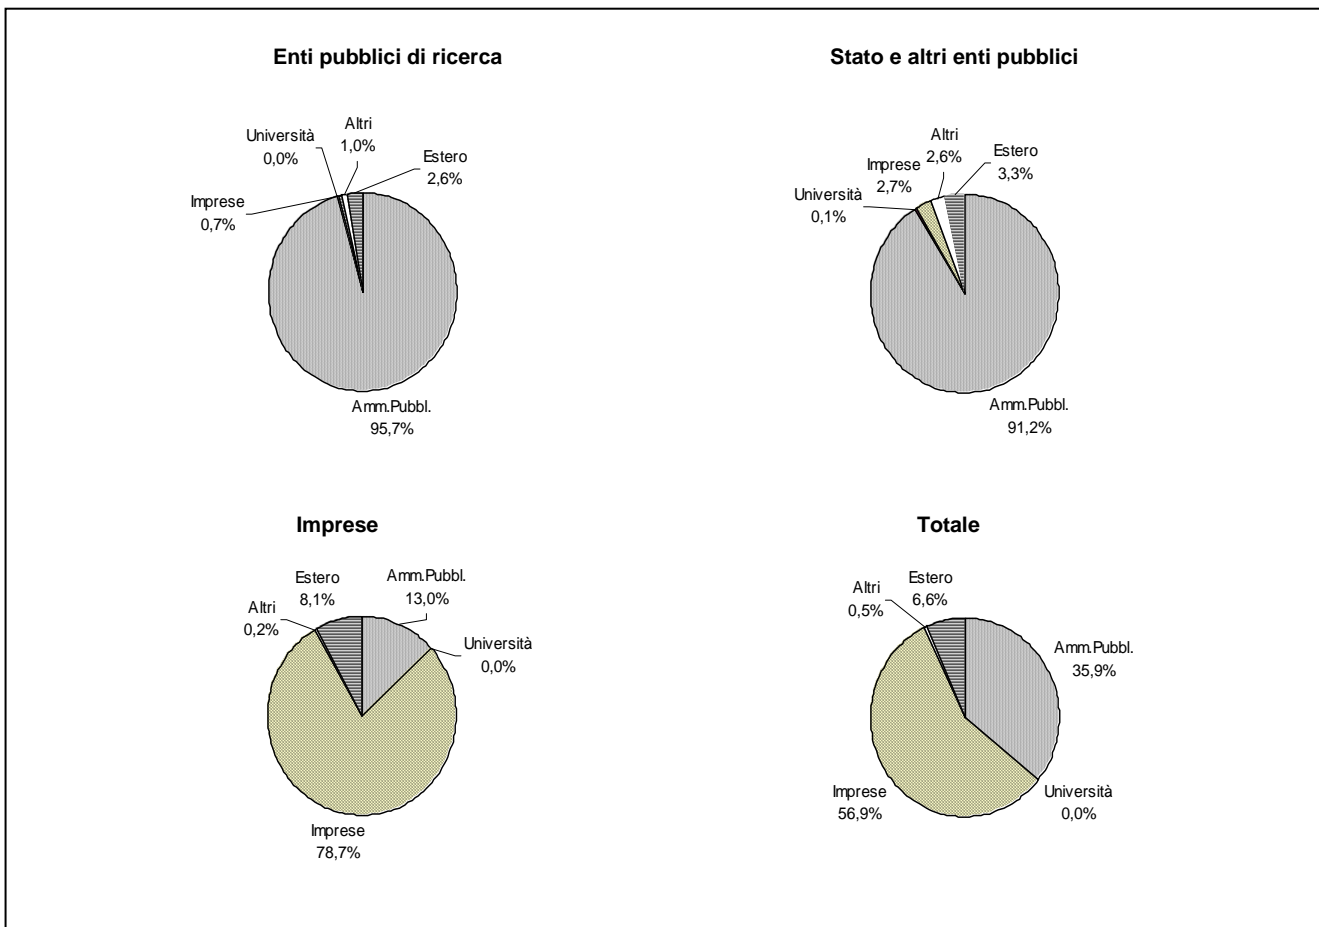 Enti pubblici di ricerca
Università
0,0%
Altri
1,0%
Estero
2,6%
Imprese
0,7%
Amm.Pubbl.
95,7%
Stato e altri enti pubblici
Università
0,1%
Imprese
2,7%
Altri
2,6%
Estero
3,3%
Amm.Pubbl.
91,2%
Imprese
Altri
0,2%
Estero
8,1%
Amm.Pubbl.
13,0%
Università
0,0%
Imprese
78,7%
Totale
Altri
0,5%
Estero
6,6%
Amm.Pubbl.
35,9%
Imprese
56,9%
Università
0,0%